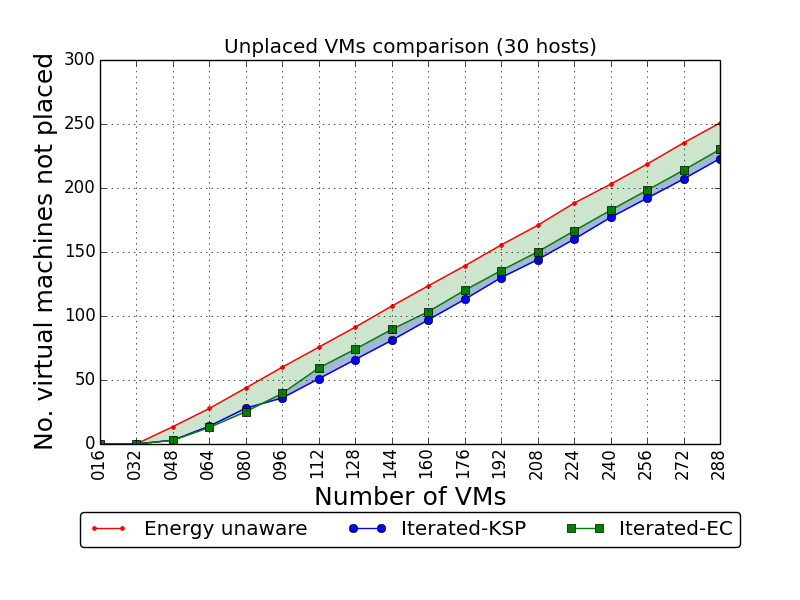 Unplaced VMs comparison (30 hosts)
No. virtual machines not placed
300
250
200
150
100
50
0
016 032 048 064 080 096 112 128 144 160 176 192 208 224 240 256 272 288
Number of VMs
Energy unaware Iterated-KSP Iterated-EC